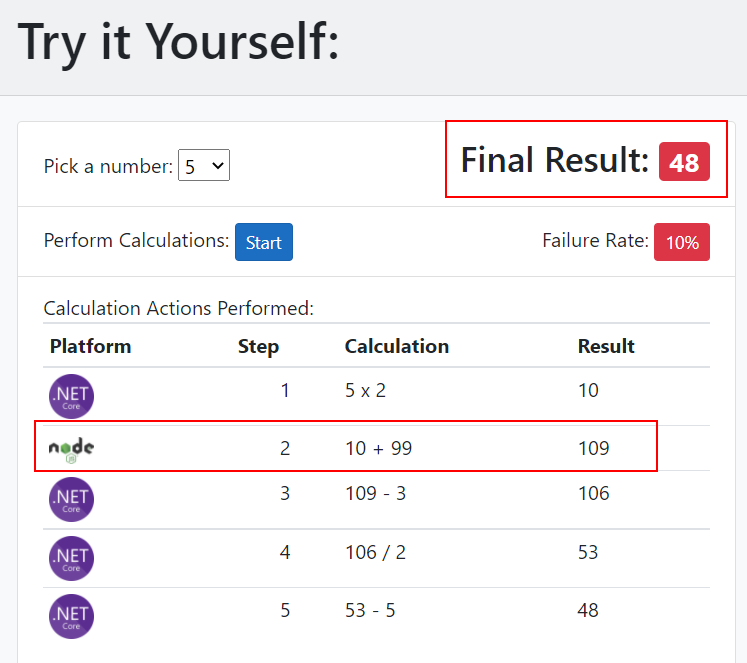 Try it Yourself:
Pick a number: 5
Final Result: 48
Perform Calculations: Start
Failure Rate: 10%
Calculation Actions Performed:
Platform Step Calculation Result
.NET Core 1 5 x 2 10
node JS 2 10 + 99 109
.NET Core 3 109 - 3 106
.NET Core 4 106 / 2 53
.NET Core 5 53 - 5 48